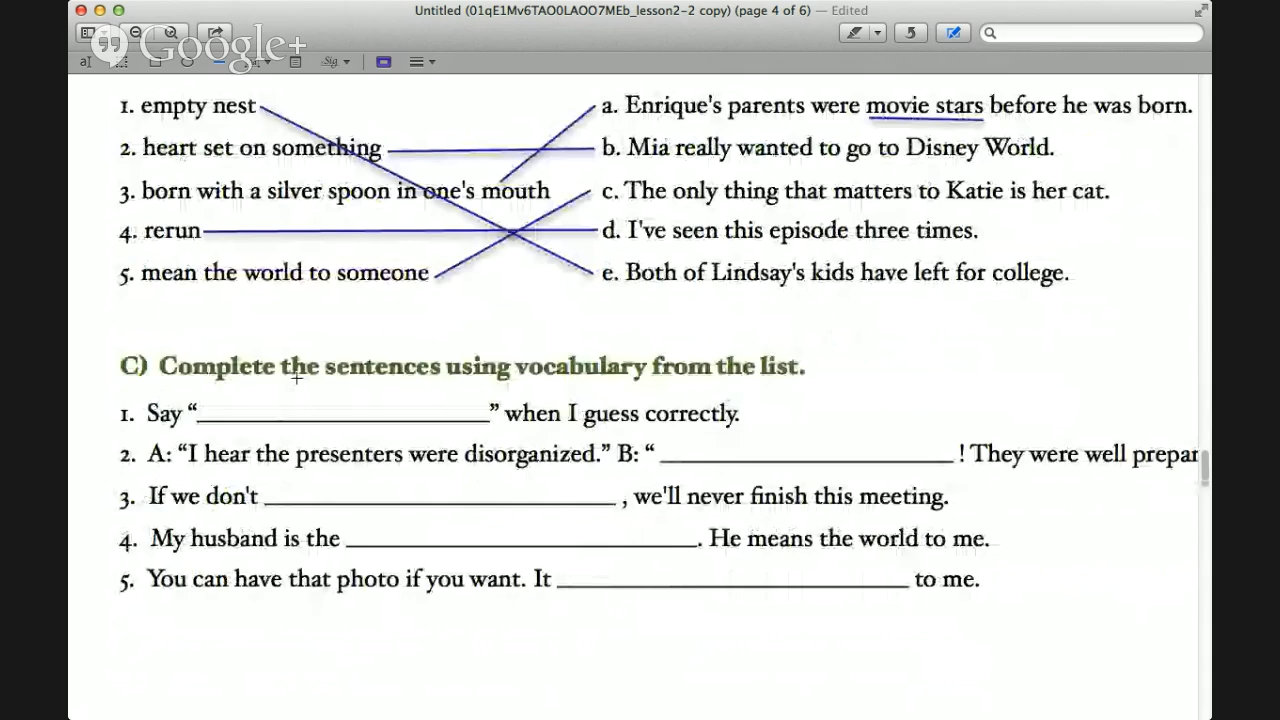 Untitled (01qE1Mv6TAO0LAOO7MEb_lesson2-2 copy) (page 4 of 6) — Edited
Google+
1. empty nest
a. Enrique's parents were movie stars before he was born.
2. heart set on something
b. Mia really wanted to go to Disney World.
3. born with a silver spoon in one's mouth
c. The only thing that matters to Katie is her cat.
4. rerun
d. I've seen this episode three times.
5. mean the world to someone
e. Both of Lindsay's kids have left for college.
C) Complete the sentences using vocabulary from the list.
1. Say “______________________” when I guess correctly.
2. A: “I hear the presenters were disorganized.” B: “ ______________________ ! They were well prepar
3. If we don't ___________________________ , we'll never finish this meeting.
4. My husband is the ___________________________. He means the world to me.
5. You can have that photo if you want. It ___________________________ to me.